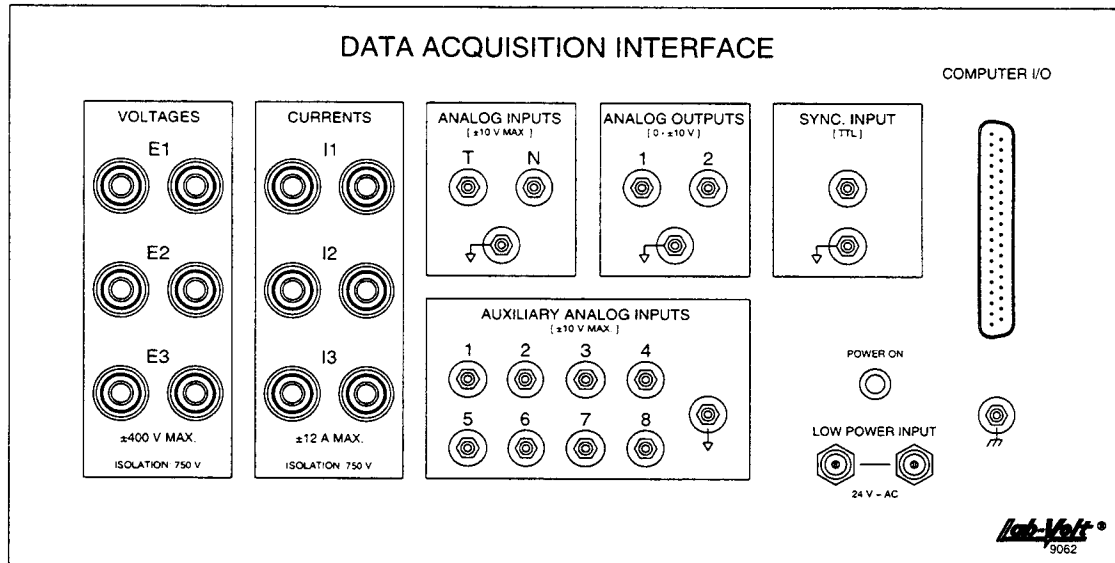 DATA ACQUISITION INTERFACE
COMPUTER I/O
VOLTAGES
E1
E2
E3
±400 V MAX.
ISOLATION: 750 V
CURRENTS
I1
I2
I3
±12 A MAX.
ISOLATION: 750 V
ANALOG INPUTS
[ ±10 V MAX. ]
T N
ANALOG OUTPUTS
[ 0 - ±10 V ]
1 2
SYNC. INPUT
[ TTL ]
AUXILIARY ANALOG INPUTS
[ ±10 V MAX. ]
1 2 3 4
5 6 7 8
POWER ON
LOW POWER INPUT
24 V – AC
Lab-Volt ®
9062